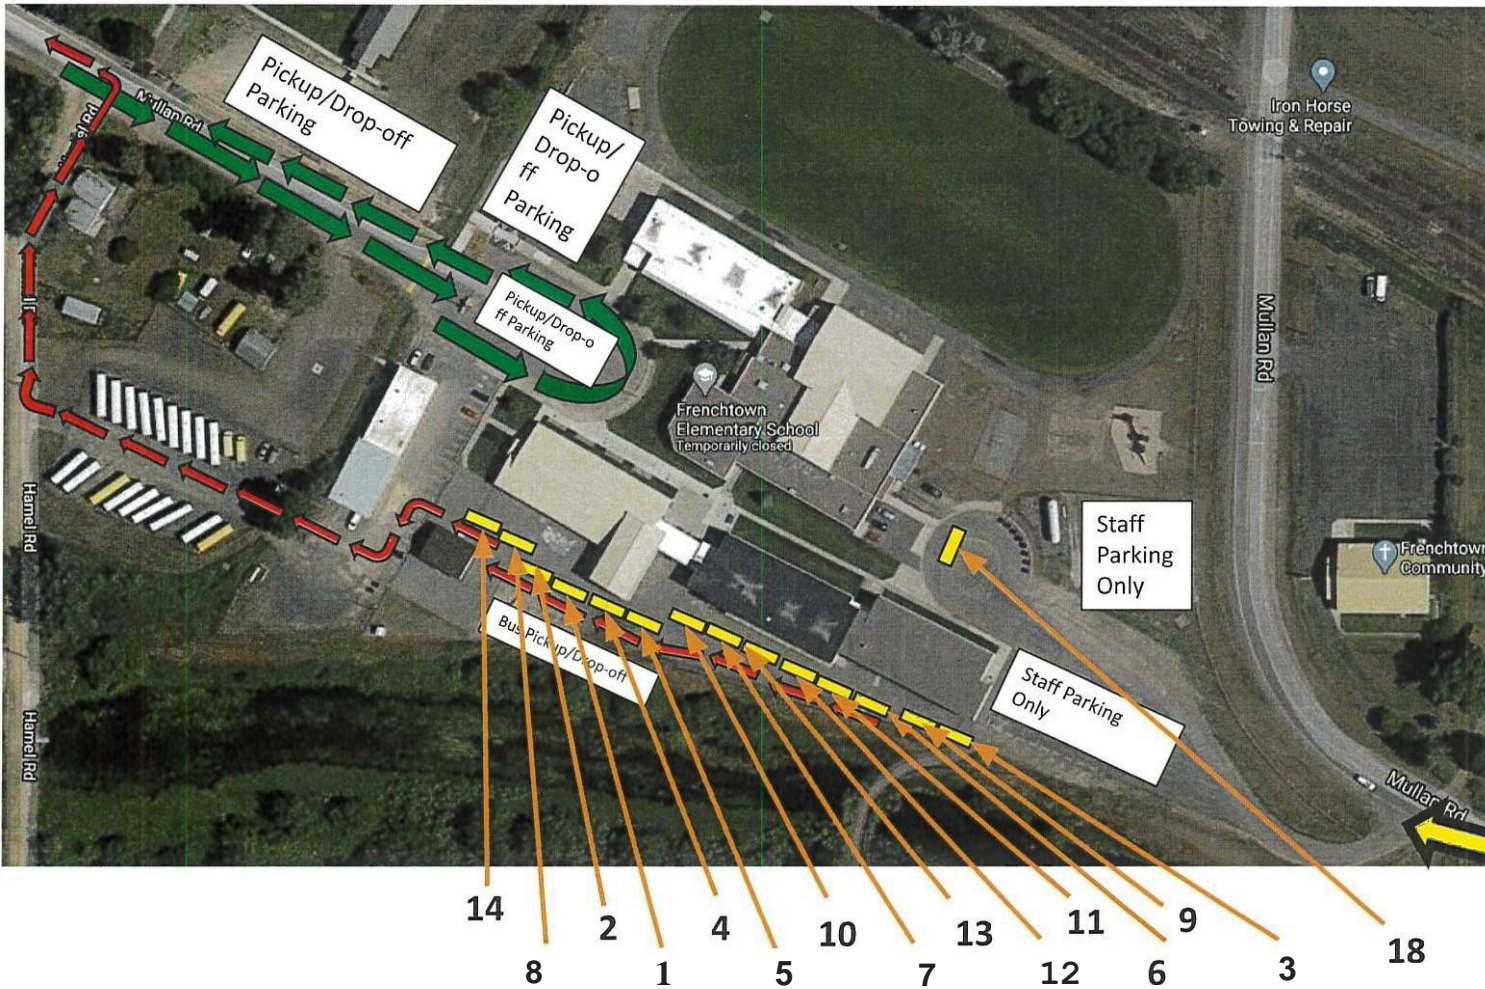 Pickup/Drop-off
Parking
Pickup/
Drop-o
ff
Parking
Iron Horse
Towing & Repair
Mullan Rd
Pickup/Drop-o
ff Parking
Mullan Rd
Frenchtown
Elementary School
Temporarily closed
Hamel Rd
Staff
Parking
Only
Frenchtown
Community
Bus Pickup/Drop-off
Staff Parking
Only
Hamel Rd
Mullan Rd
14
2
4
10
13
11
9
18
8
1
5
7
12
6
3